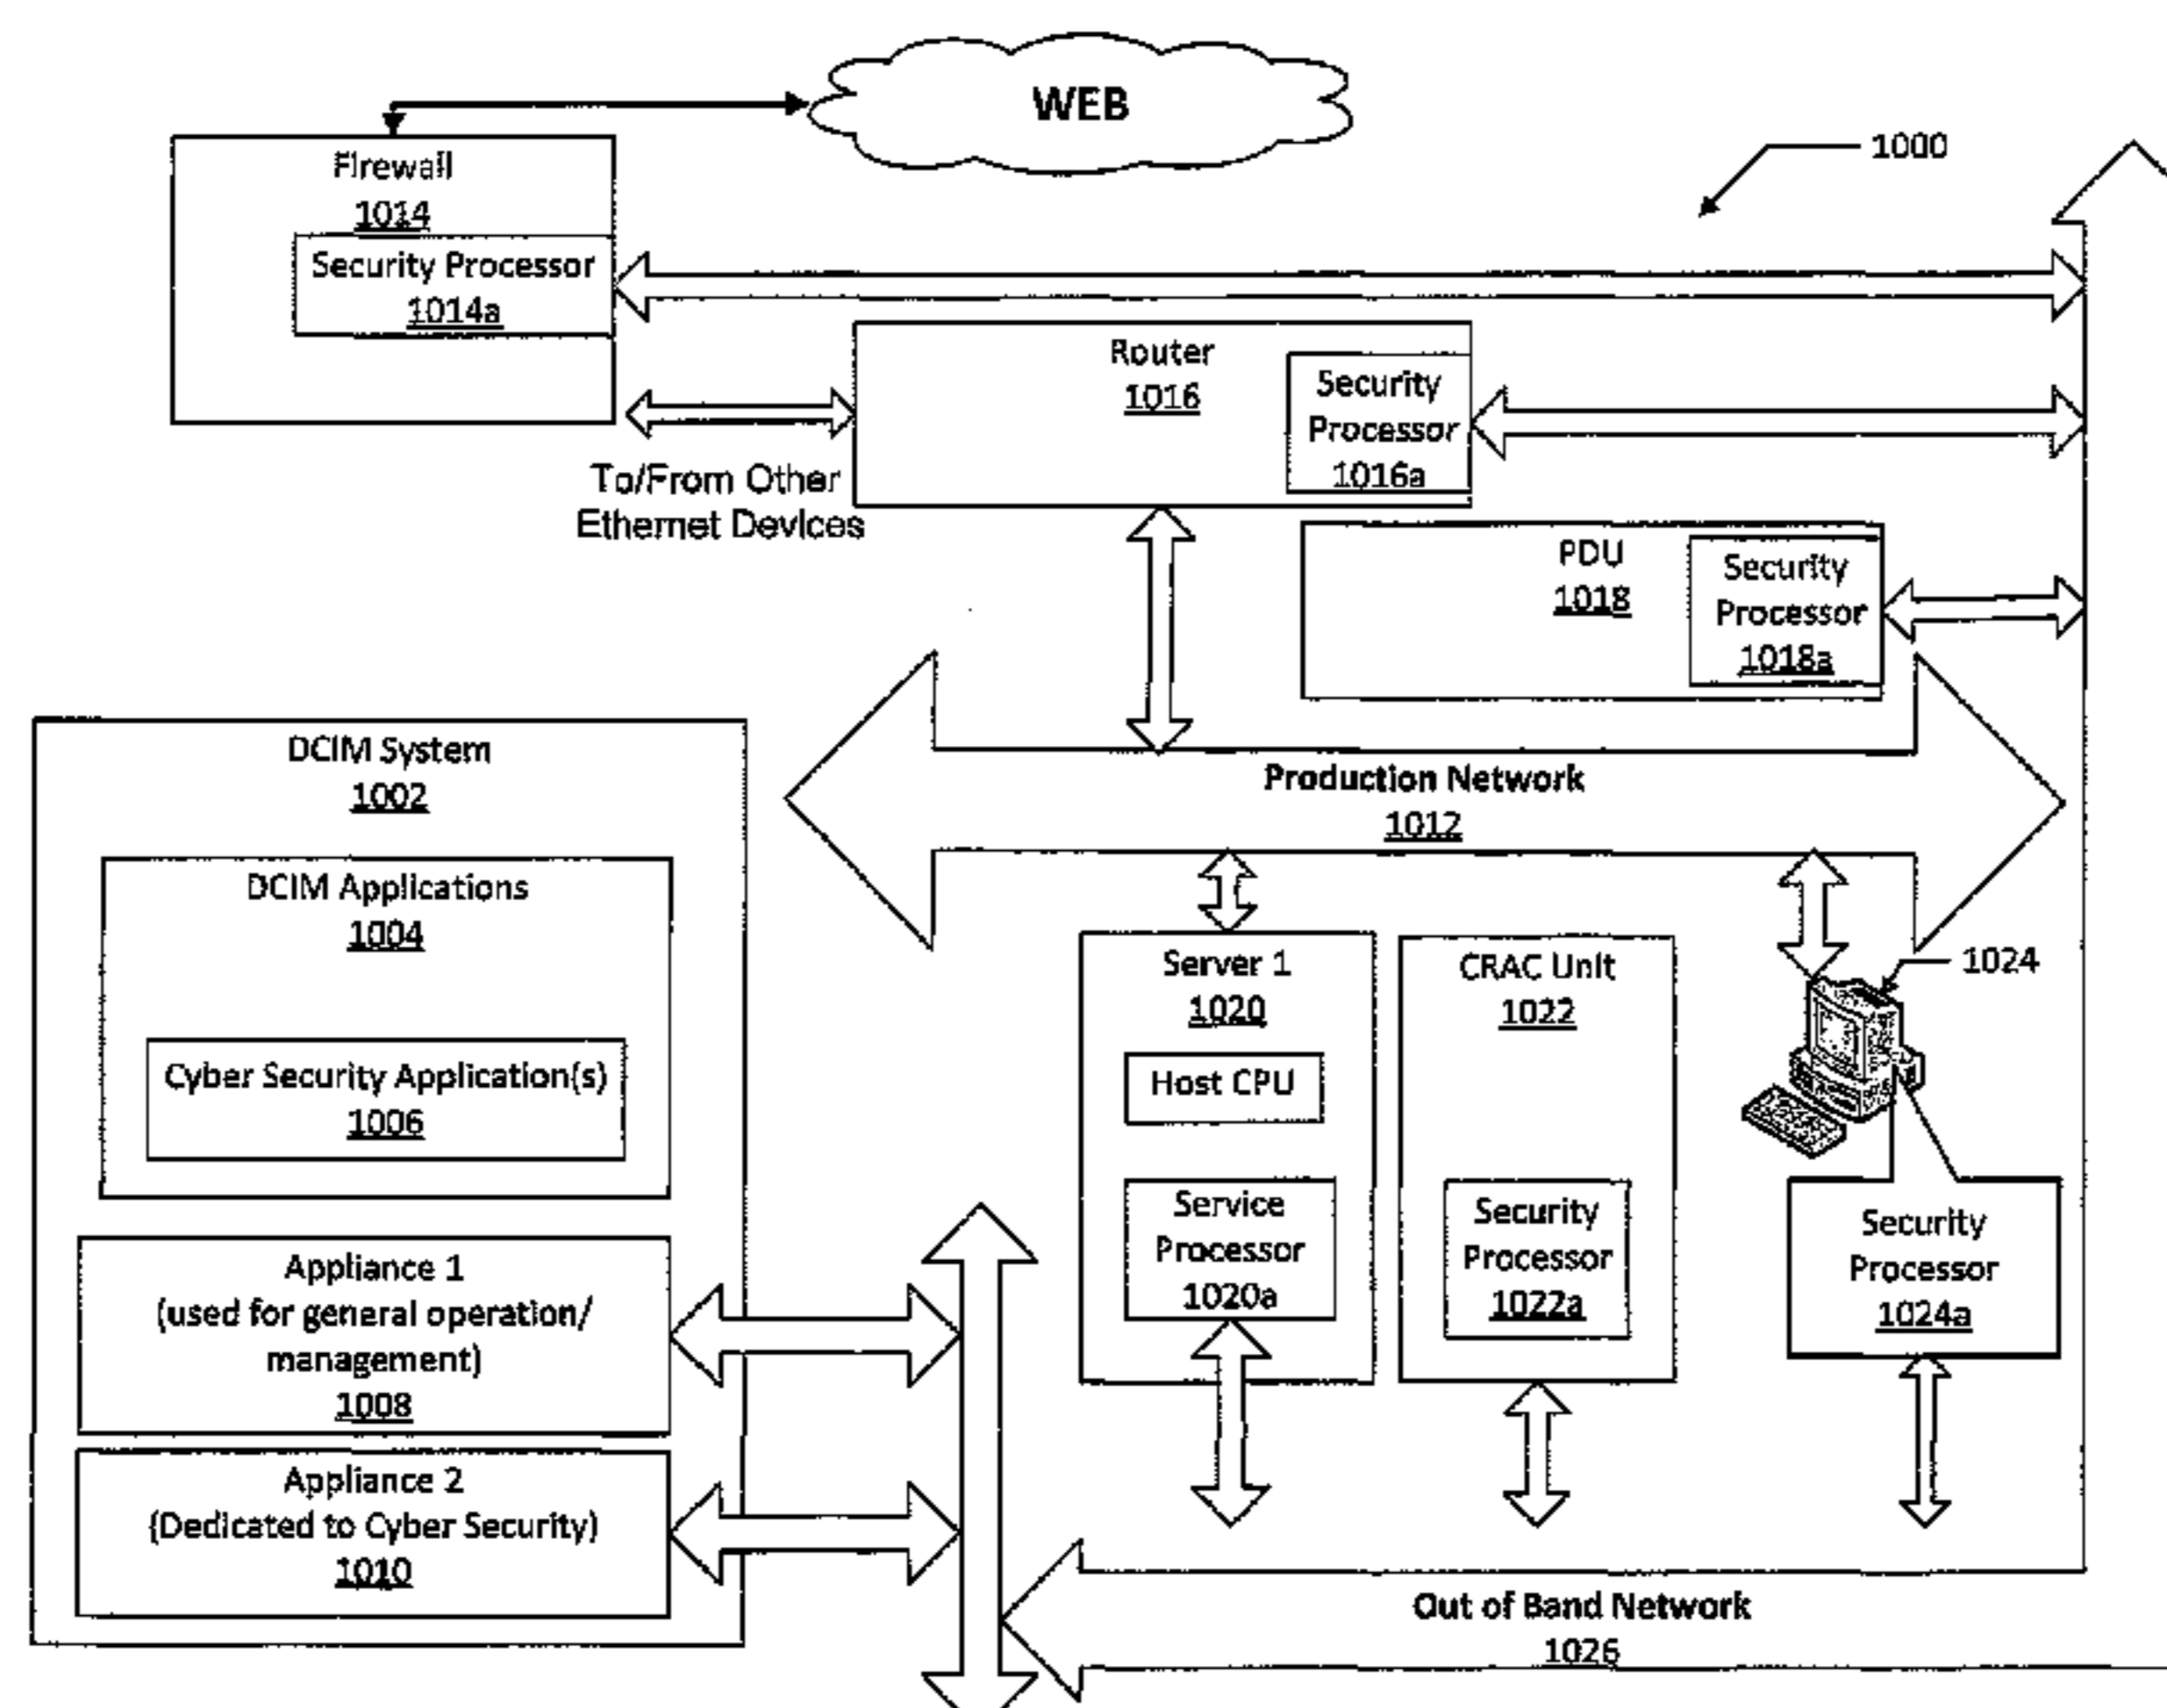 WEB
1000
Firewall
1014
Security Processor
1014a
Router
1016
Security
Processor
1016a
To/From Other
Ethernet Devices
PDU
1018
Security
Processor
1018a
DCIM System
1002
Production Network
1012
DCIM Applications
1004
Cyber Security Application(s)
1006
Server 1
1020
Host CPU
Service
Processor
1020a
CRAC Unit
1022
Security
Processor
1022a
1024
Security
Processor
1024a
Appliance 1
(used for general operation/
management)
1008
Appliance 2
(Dedicated to Cyber Security)
1010
Out of Band Network
1026